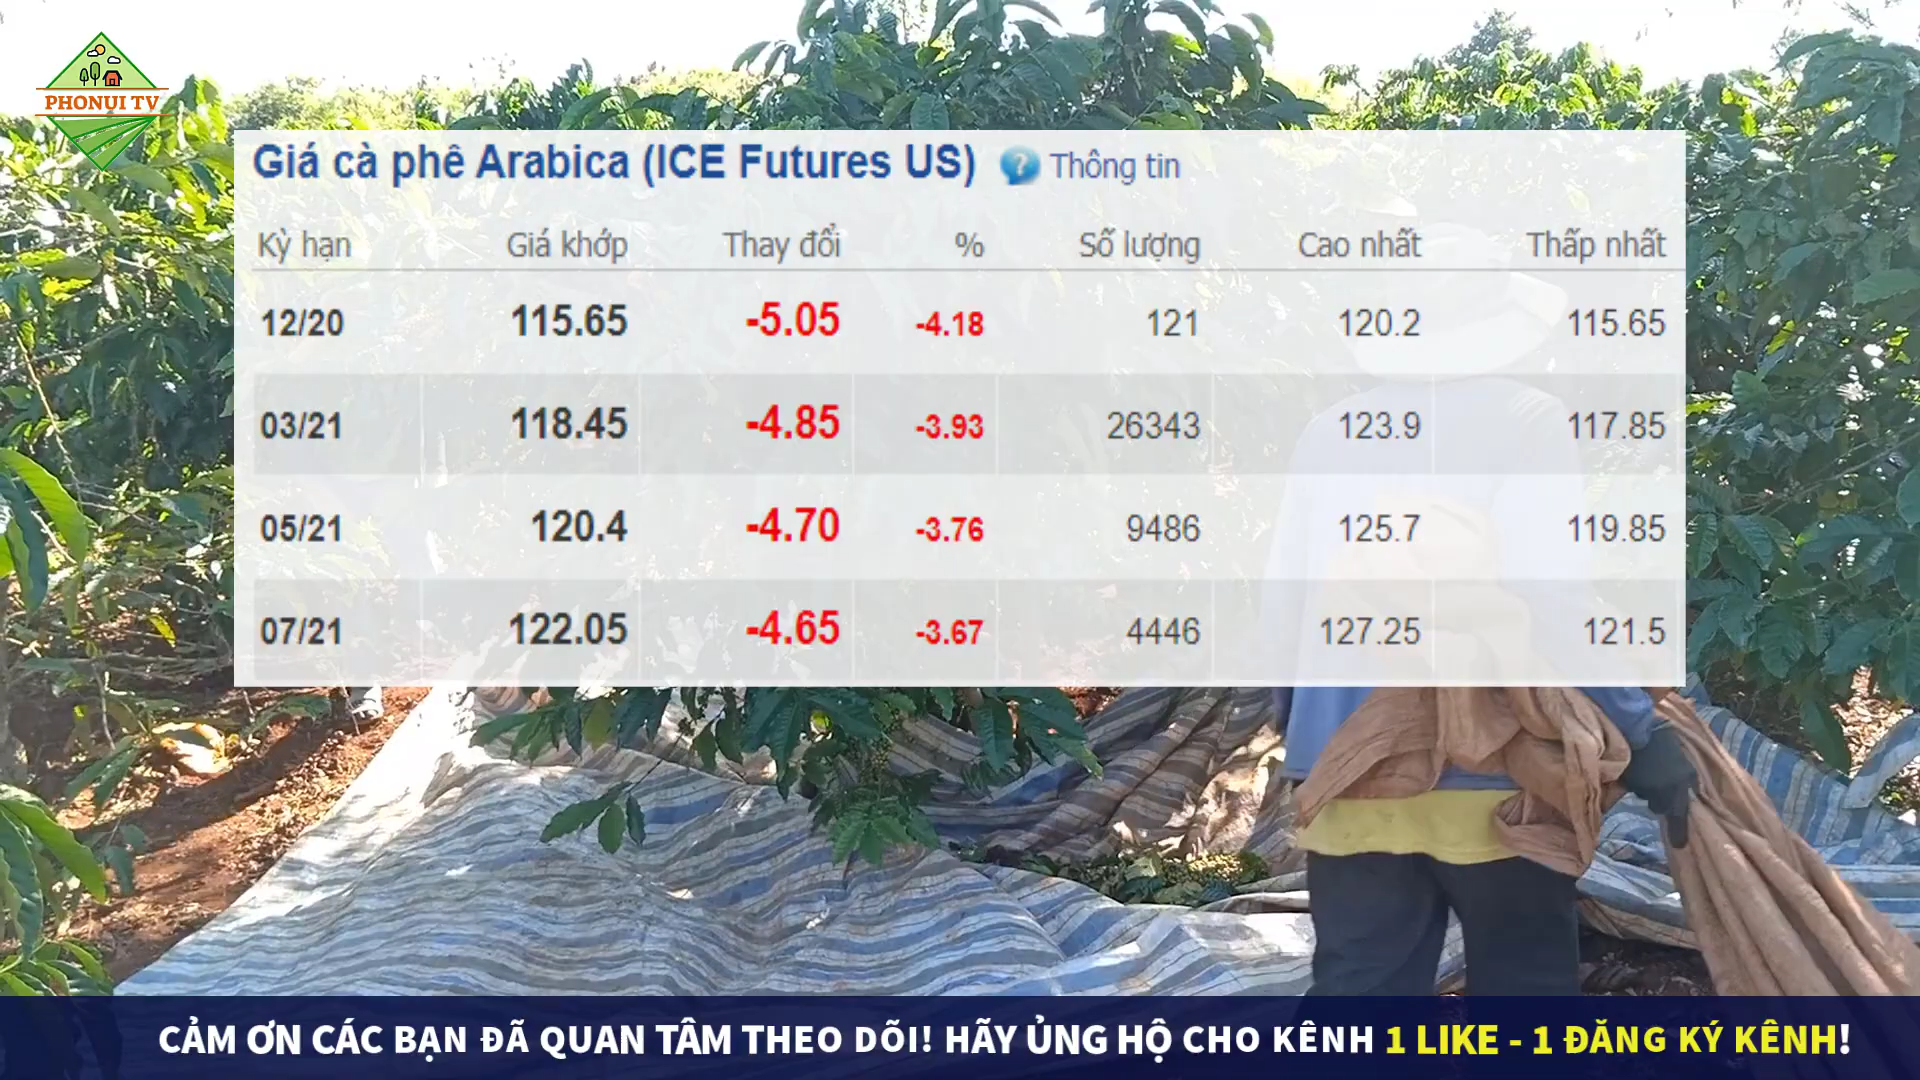 PHONUI TV
Giá cà phê Arabica (ICE Futures US) ? Thông tin
Kỳ hạn Giá khớp Thay đổi % Số lượng Cao nhất Thấp nhất
12/20 115.65 -5.05 -4.18 121 120.2 115.65
03/21 118.45 -4.85 -3.93 26343 123.9 117.85
05/21 120.4 -4.70 -3.76 9486 125.7 119.85
07/21 122.05 -4.65 -3.67 4446 127.25 121.5
CẢM ƠN CÁC BẠN ĐÃ QUAN TÂM THEO DÕI! HÃY ỦNG HỘ CHO KÊNH 1 LIKE - 1 ĐĂNG KÝ KÊNH!